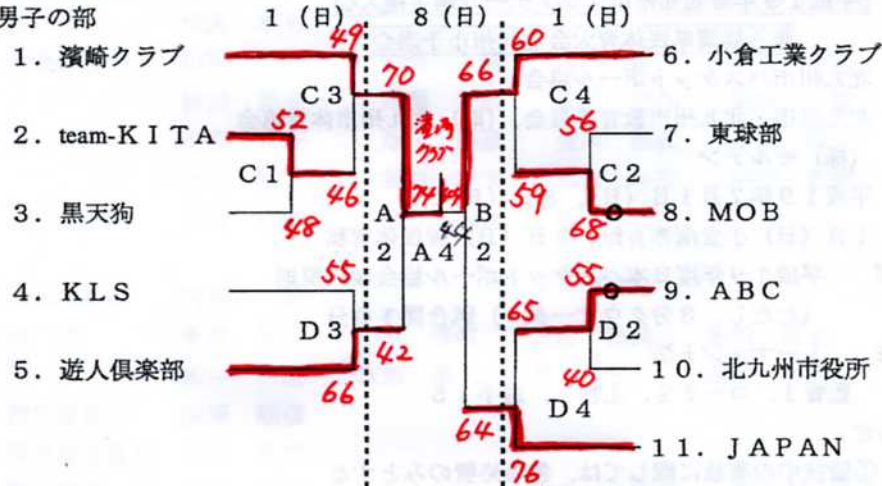 男子の部
1(日) 8(日) 1(日)
1. 濱崎クラブ
2. team-KITA
3. 黒天狗
4. KLS
5. 遊人倶楽部
6. 小倉工業クラブ
7. 東球部
8. MOB
9. ABC
10. 北九州市役所
11. JAPAN
C3
C1
D3
A2
A4
B2
C4
C2
D2
D4
49
52
46
48
55
66
70
42
74
44
66
64
60
59
56
68
65
55
40
76
クラブ